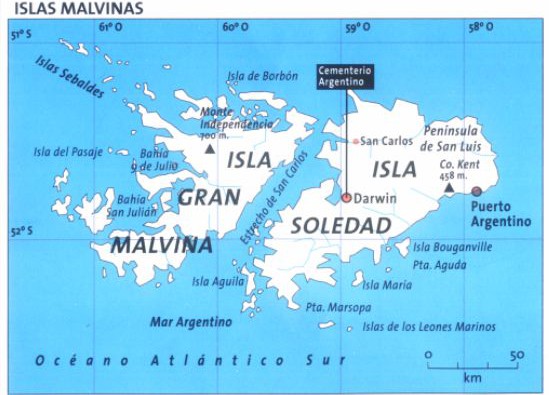 ISLAS MALVINAS
61° O
60° O
59° O
58° O
51° S
Islas Sebaldes
Isla de Borbón
Cementerio
Argentino
Monte
Independencia
700 m.
San Carlos
Península
de San Luis
Isla del Pasaje
Bahía
9 de Julio
ISLA
Estrecho de San Carlos
ISLA
Co. Kent
458 m.
Bahía
San Julián
GRAN
Darwin
Puerto
Argentino
MALVINA
SOLEDAD
52° S
Isla Bouganville
Pta. Aguda
Isla Aguila
Isla María
Pta. Marsopa
Mar Argentino
Islas de los Leones Marinos
Océano Atlántico Sur
0 50
km